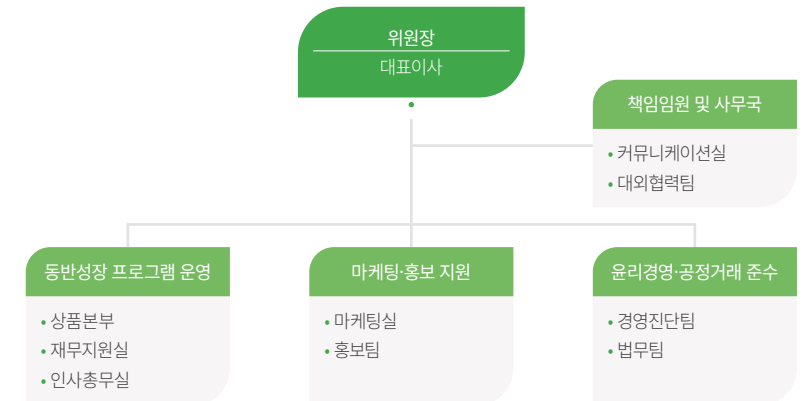 위원장
대표이사
책임임원 및 사무국
• 커뮤니케이션실
• 대외협력팀
동반성장 프로그램 운영
• 상품본부
• 재무지원실
• 인사총무실
마케팅·홍보 지원
• 마케팅실
• 홍보팀
윤리경영·공정거래 준수
• 경영진단팀
• 법무팀